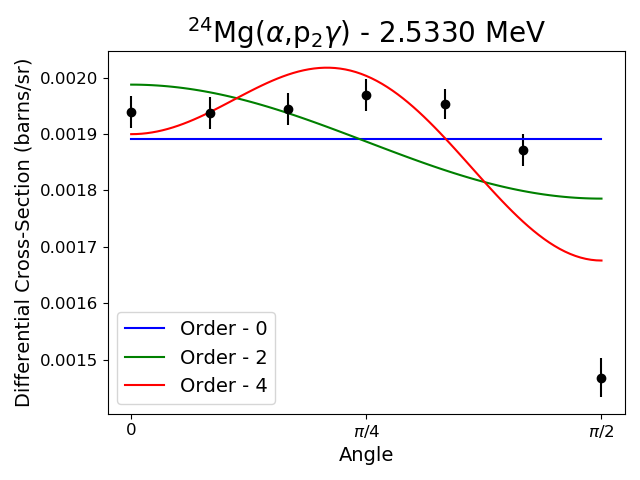 ²⁴Mg(α,p₂γ) - 2.5330 MeV
Differential Cross-Section (barns/sr)
0.0020
0.0019
0.0018
0.0017
0.0016
0.0015
Order - 0
Order - 2
Order - 4
0
π/4
π/2
Angle